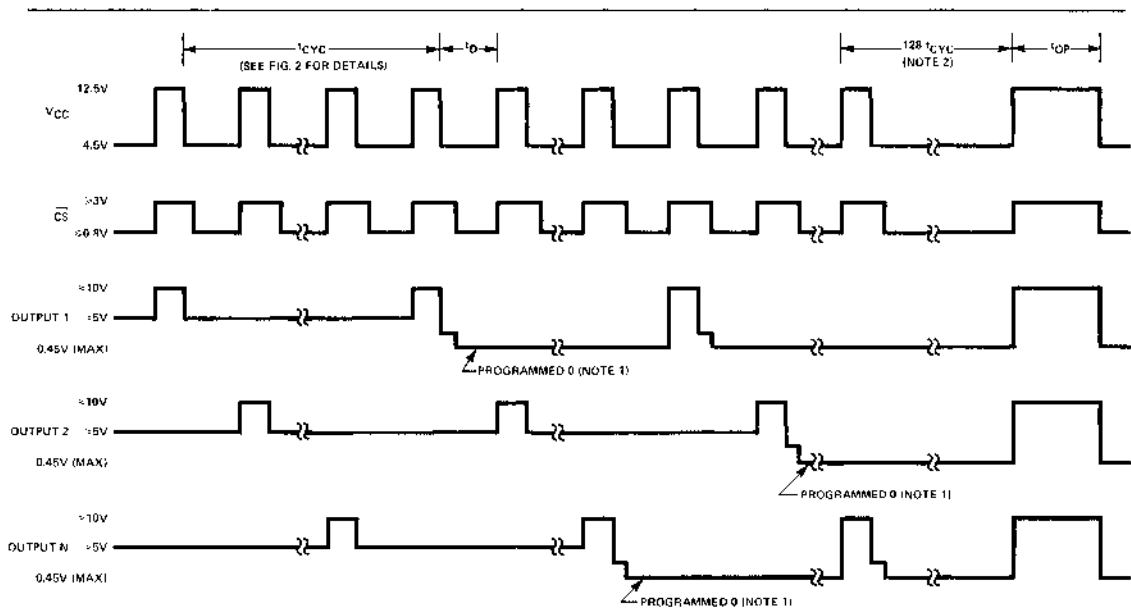 tCYC
(SEE FIG. 2 FOR DETAILS)
tD
128 tCYC
(NOTE 2)
tOP
12.5V
VCC
4.5V
≥3V
CS
≤0.8V
≥10V
OUTPUT 1 ≈5V
0.45V (MAX)
PROGRAMMED 0 (NOTE 1)
≥10V
OUTPUT 2 ≈5V
0.45V (MAX)
PROGRAMMED 0 (NOTE 1)
≥10V
OUTPUT N ≈5V
0.45V (MAX)
PROGRAMMED 0 (NOTE 1)